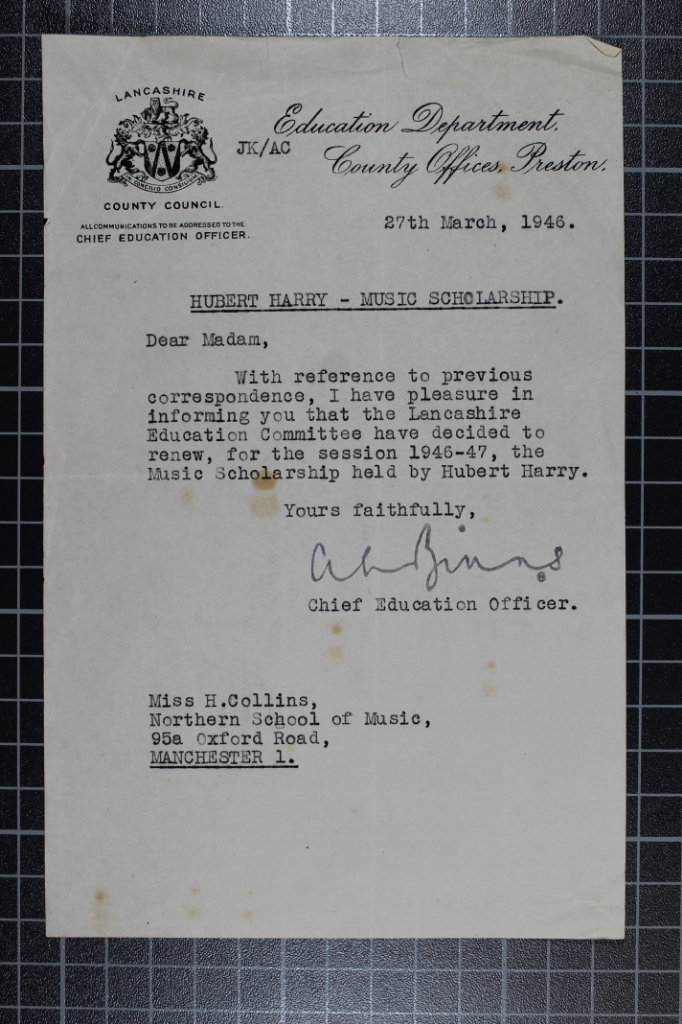 LANCASHIRE
IN CONCILIO CONSILIUM
COUNTY COUNCIL.
ALL COMMUNICATIONS TO BE ADDRESSED TO THE
CHIEF EDUCATION OFFICER.
JK/AC
Education Department,
County Offices, Preston.
27th March, 1946.
HUBERT HARRY - MUSIC SCHOLARSHIP.
Dear Madam,
With reference to previous
correspondence, I have pleasure in
informing you that the Lancashire
Education Committee have decided to
renew, for the session 1946-47, the
Music Scholarship held by Hubert Harry.
Yours faithfully,
A L Binns
Chief Education Officer.
Miss H.Collins,
Northern School of Music,
95a Oxford Road,
MANCHESTER 1.